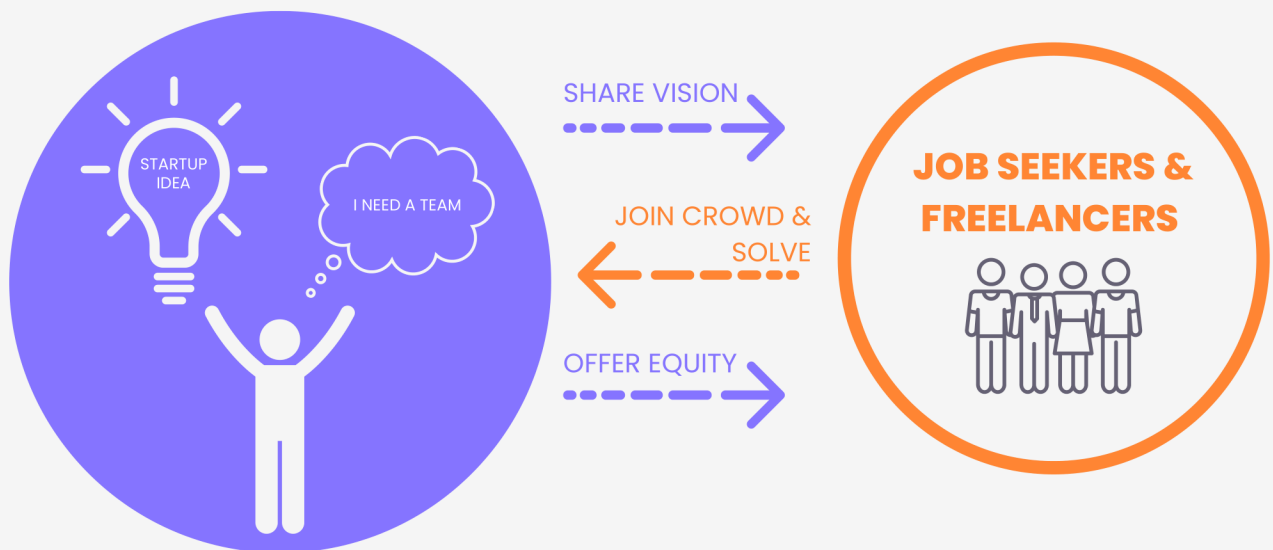 STARTUP
IDEA
I NEED A TEAM
SHARE VISION
JOIN CROWD &
SOLVE
OFFER EQUITY
JOB SEEKERS &
FREELANCERS